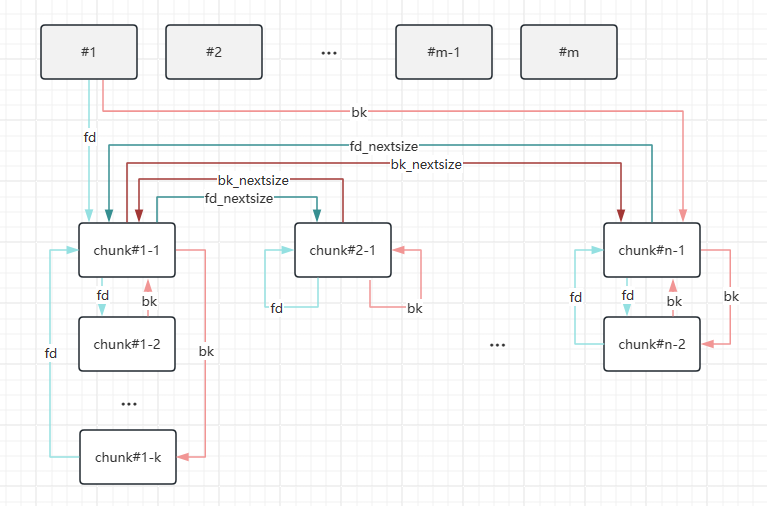 #1
#2
...
#m-1
#m
bk
fd
fd_nextsize
bk_nextsize
bk_nextsize
fd_nextsize
chunk#1-1
chunk#2-1
chunk#n-1
fd
bk
fd
bk
fd
bk
fd
bk
chunk#1-2
...
chunk#n-2
fd
bk
...
chunk#1-k